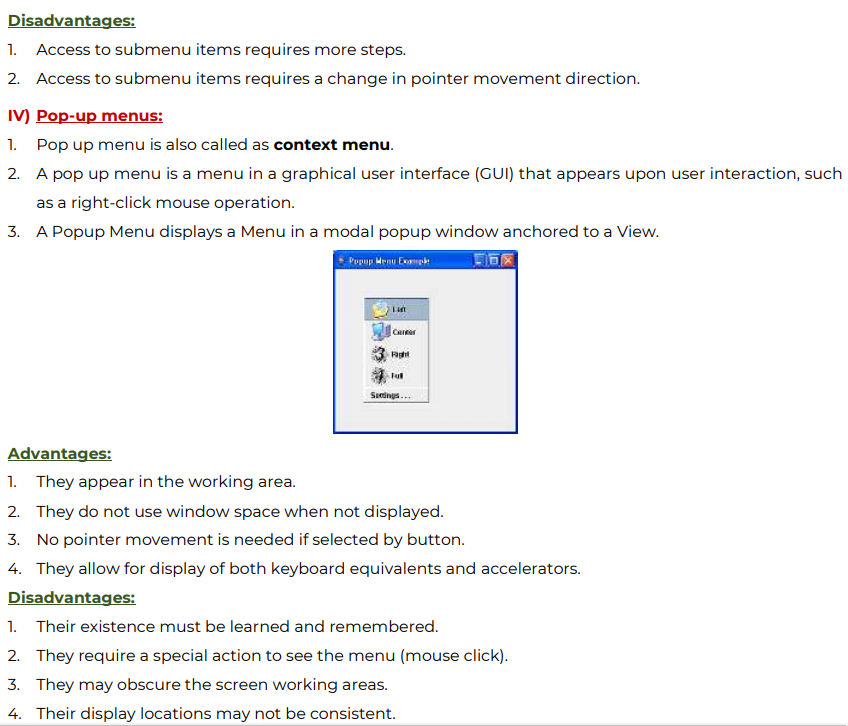 Disadvantages:
1. Access to submenu items requires more steps.
2. Access to submenu items requires a change in pointer movement direction.
IV) Pop-up menus:
1. Pop up menu is also called as context menu.
2. A pop up menu is a menu in a graphical user interface (GUI) that appears upon user interaction, such
as a right-click mouse operation.
3. A Popup Menu displays a Menu in a modal popup window anchored to a View.
Popup Menu Example
Left
Center
Right
Full
Settings...
Advantages:
1. They appear in the working area.
2. They do not use window space when not displayed.
3. No pointer movement is needed if selected by button.
4. They allow for display of both keyboard equivalents and accelerators.
Disadvantages:
1. Their existence must be learned and remembered.
2. They require a special action to see the menu (mouse click).
3. They may obscure the screen working areas.
4. Their display locations may not be consistent.